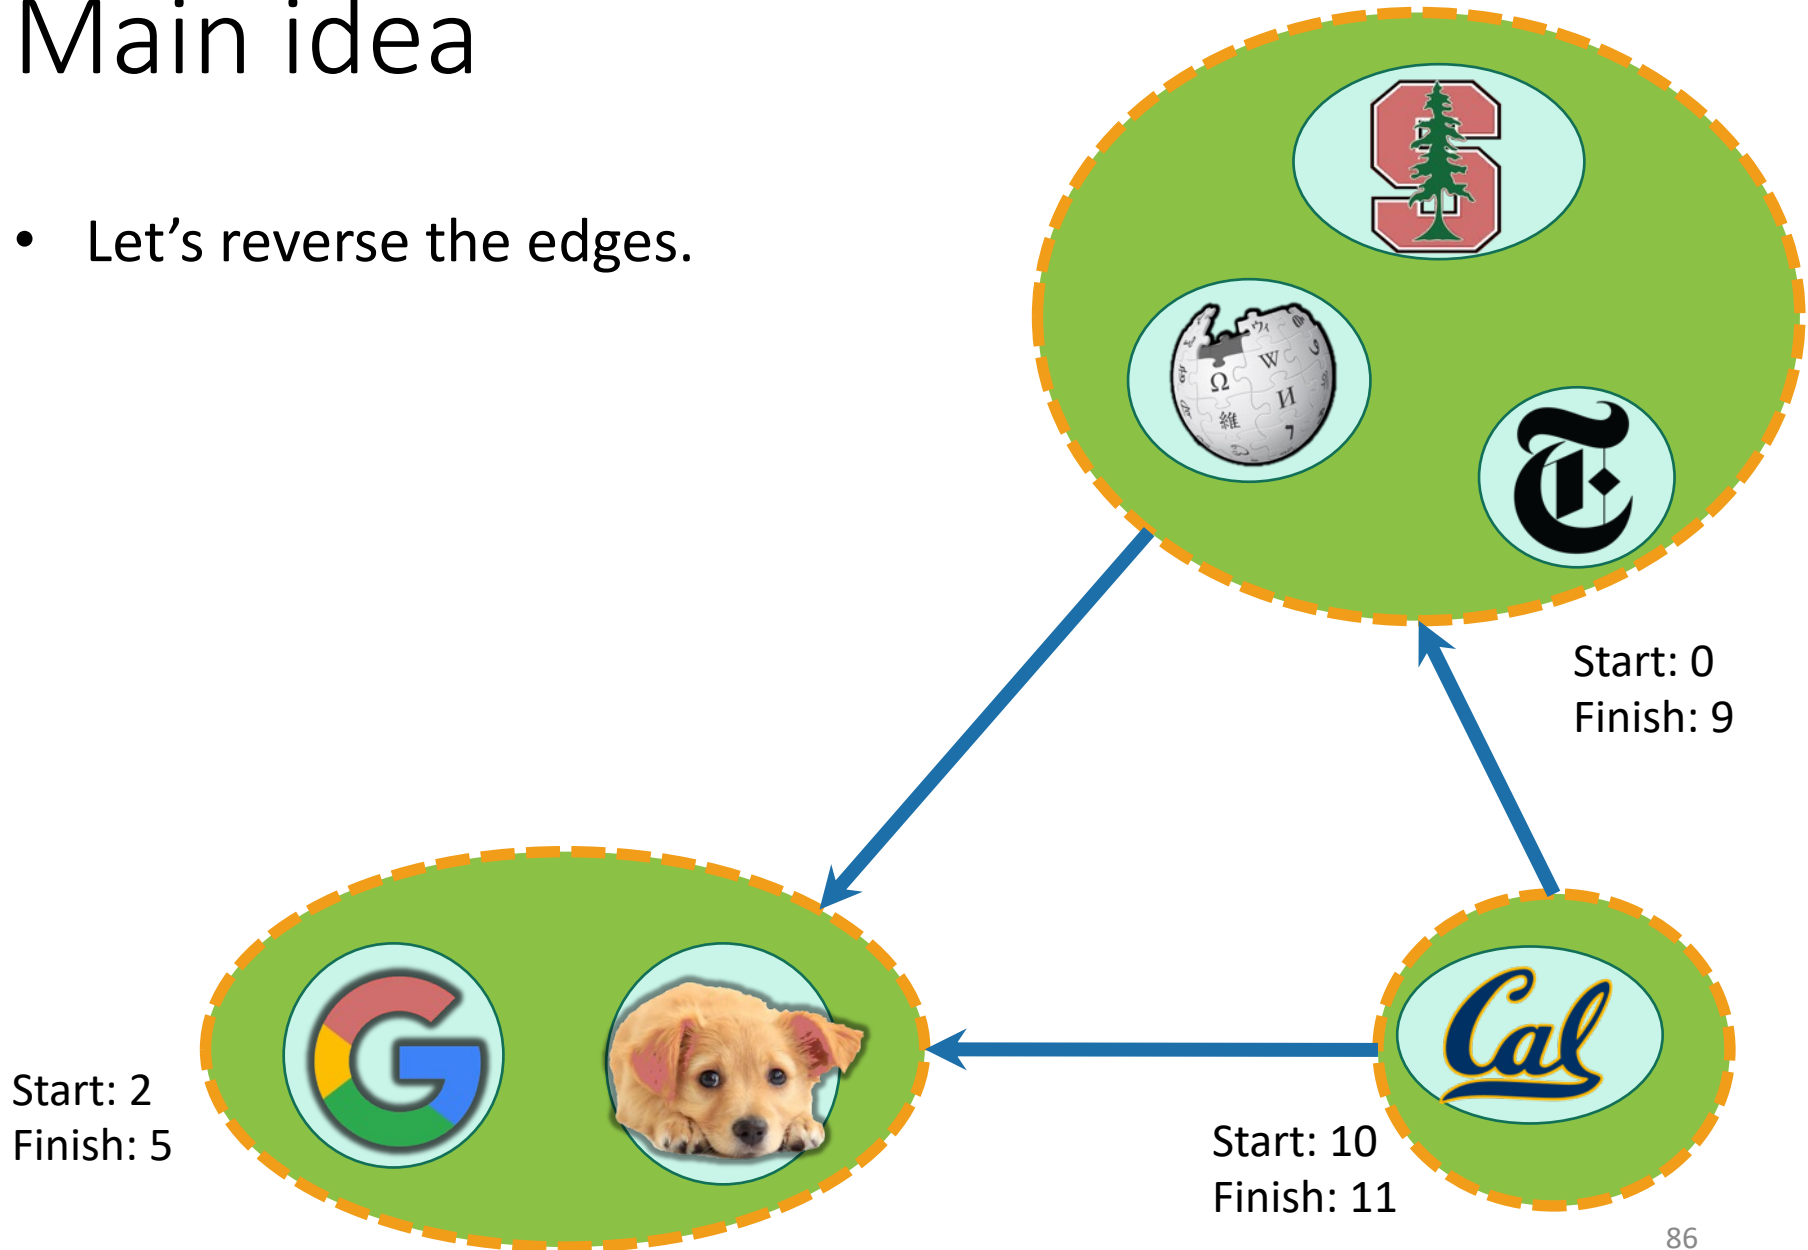 Main idea
• Let’s reverse the edges.
S
Ω W И
維
Start: 0
Finish: 9
Cal
Start: 2
Finish: 5
G
Start: 10
Finish: 11
86